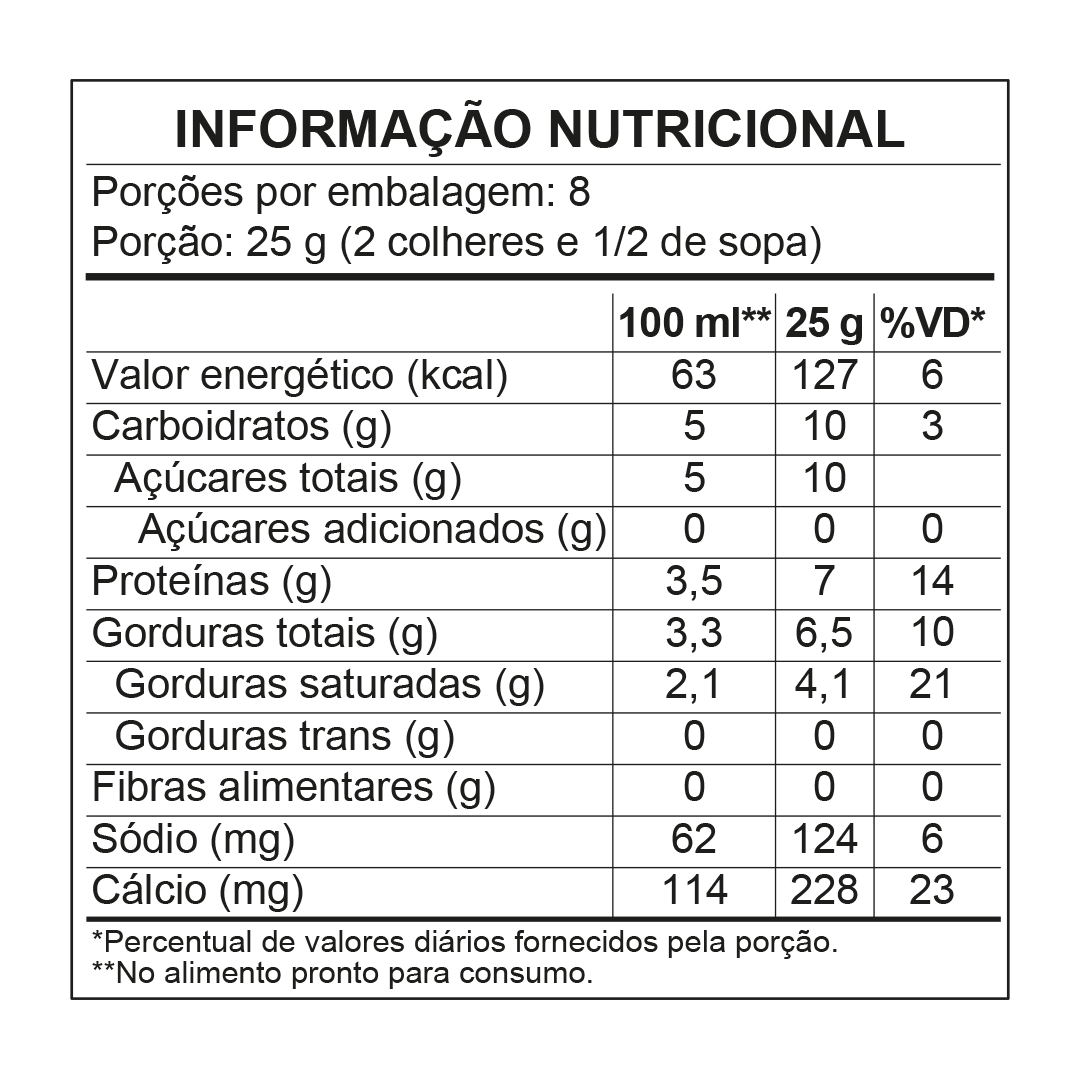 INFORMAÇÃO NUTRICIONAL
Porções por embalagem: 8
Porção: 25 g (2 colheres e 1/2 de sopa)
100 ml** 25 g %VD*
Valor energético (kcal) 63 127 6
Carboidratos (g) 5 10 3
Açúcares totais (g) 5 10
Açúcares adicionados (g) 0 0 0
Proteínas (g) 3,5 7 14
Gorduras totais (g) 3,3 6,5 10
Gorduras saturadas (g) 2,1 4,1 21
Gorduras trans (g) 0 0 0
Fibras alimentares (g) 0 0 0
Sódio (mg) 62 124 6
Cálcio (mg) 114 228 23
*Percentual de valores diários fornecidos pela porção.
**No alimento pronto para consumo.